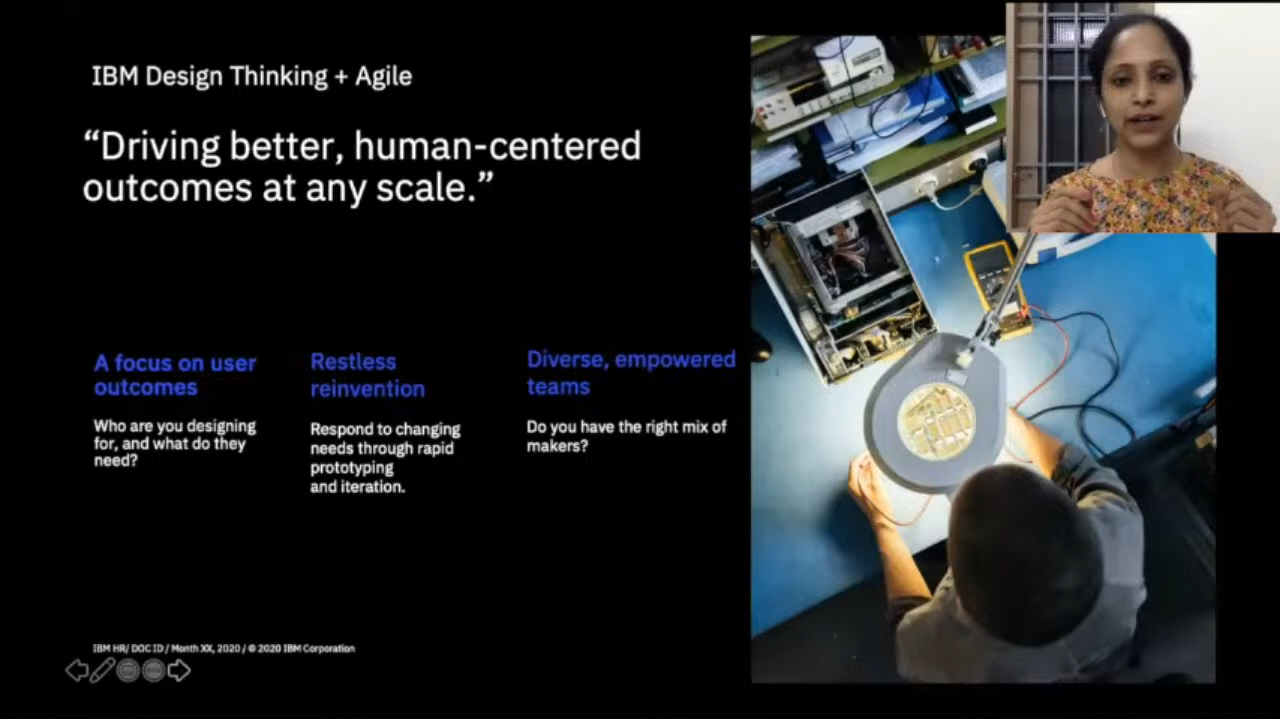 IBM Design Thinking + Agile
“Driving better, human-centered
outcomes at any scale.”
A focus on user
outcomes
Who are you designing
for, and what do they
need?
Restless
reinvention
Respond to changing
needs through rapid
prototyping
and iteration.
Diverse, empowered
teams
Do you have the right mix of
makers?
IBM HR/ DOC ID / Month XX, 2020 / © 2020 IBM Corporation